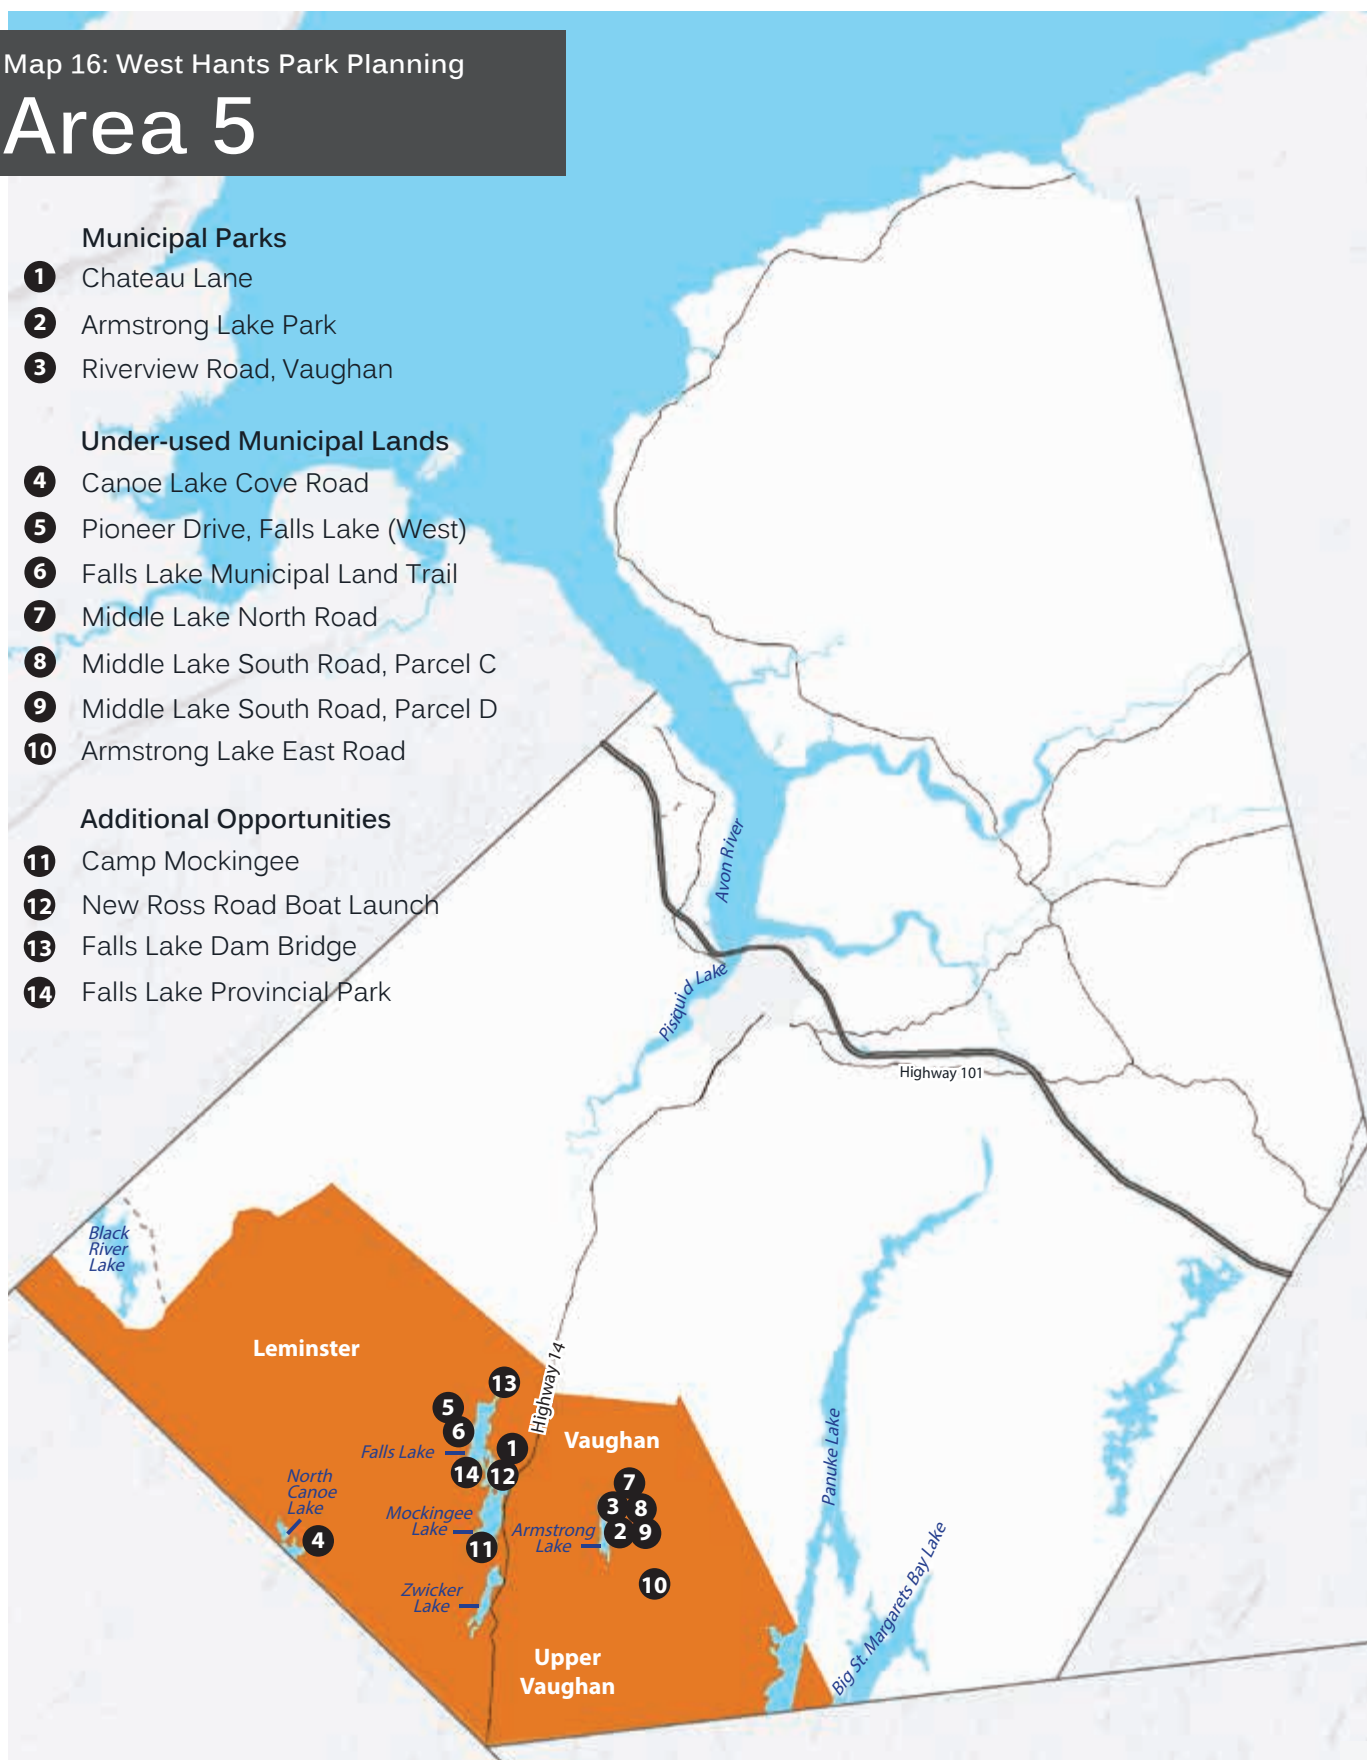 Map 16: West Hants Park Planning
Area 5
Municipal Parks
1 Chateau Lane
2 Armstrong Lake Park
3 Riverview Road, Vaughan
Under-used Municipal Lands
4 Canoe Lake Cove Road
5 Pioneer Drive, Falls Lake (West)
6 Falls Lake Municipal Land Trail
7 Middle Lake North Road
8 Middle Lake South Road, Parcel C
9 Middle Lake South Road, Parcel D
10 Armstrong Lake East Road
Additional Opportunities
11 Camp Mockingee
12 New Ross Road Boat Launch
13 Falls Lake Dam Bridge
14 Falls Lake Provincial Park
Avon River
Pisiquid Lake
Highway 101
Black
River
Lake
Leminster
Highway 14
13
5
6
Falls Lake
1
14
12
Vaughan
North
Canoe
Lake
4
Mockingee
Lake
11
Armstrong
Lake
7
3
8
2
9
10
Zwicker
Lake
Upper
Vaughan
Panuke Lake
Big St. Margarets Bay Lake